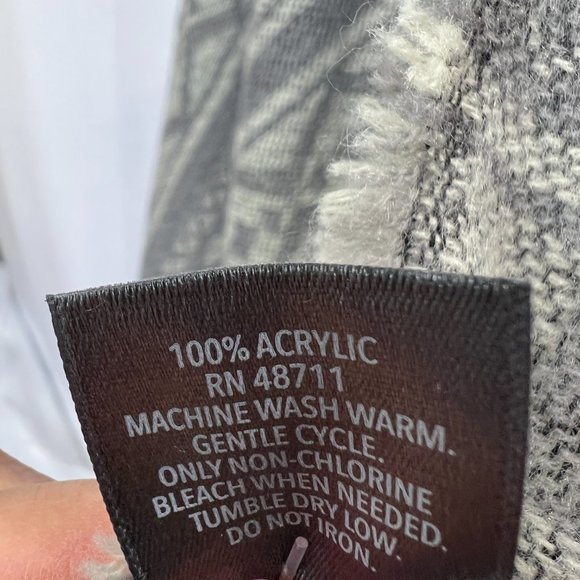 100% ACRYLIC
RN 48711
MACHINE WASH WARM.
GENTLE CYCLE.
ONLY NON-CHLORINE
BLEACH WHEN NEEDED.
TUMBLE DRY LOW.
DO NOT IRON.